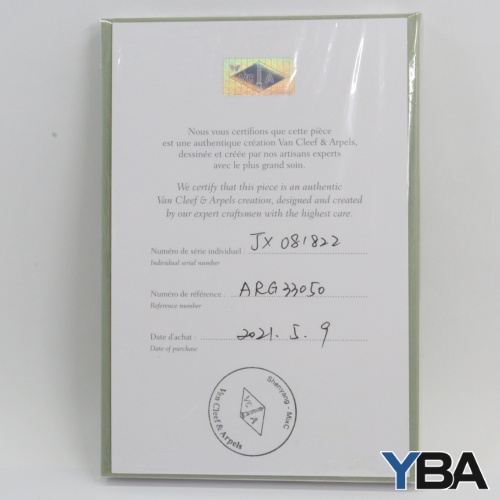 Nous vous certifions que cette pièce
est une authentique création Van Cleef & Arpels,
dessinée et créée par nos artisans experts
avec le plus grand soin.
We certify that this piece is an authentic
Van Cleef & Arpels creation, designed and created
by our expert craftsmen with the highest care.
Numéro de série individuel : JX 081822
Individual serial number
Numéro de référence : ARG33050
Reference number
Date d'achat : 2021. 5. 9
Date of purchase
Shenyang - MixC
VCA
Van Cleef & Arpels
YBA